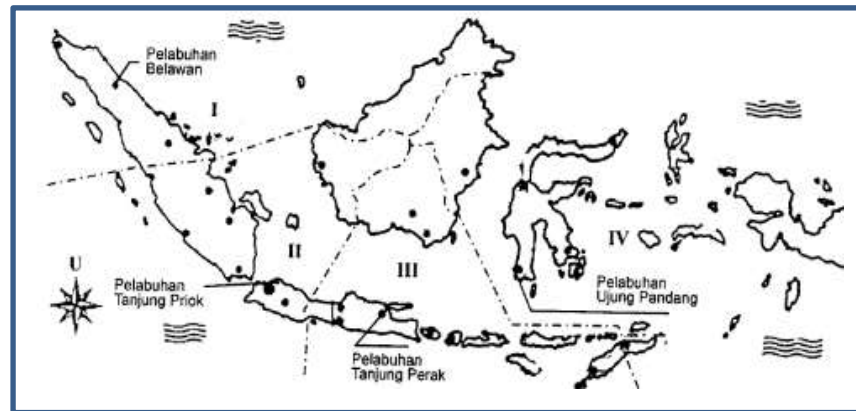 Pelabuhan
Belawan
I
II
III
IV
U
Pelabuhan
Tanjung Priok
Pelabuhan
Ujung Pandang
Pelabuhan
Tanjung Perak